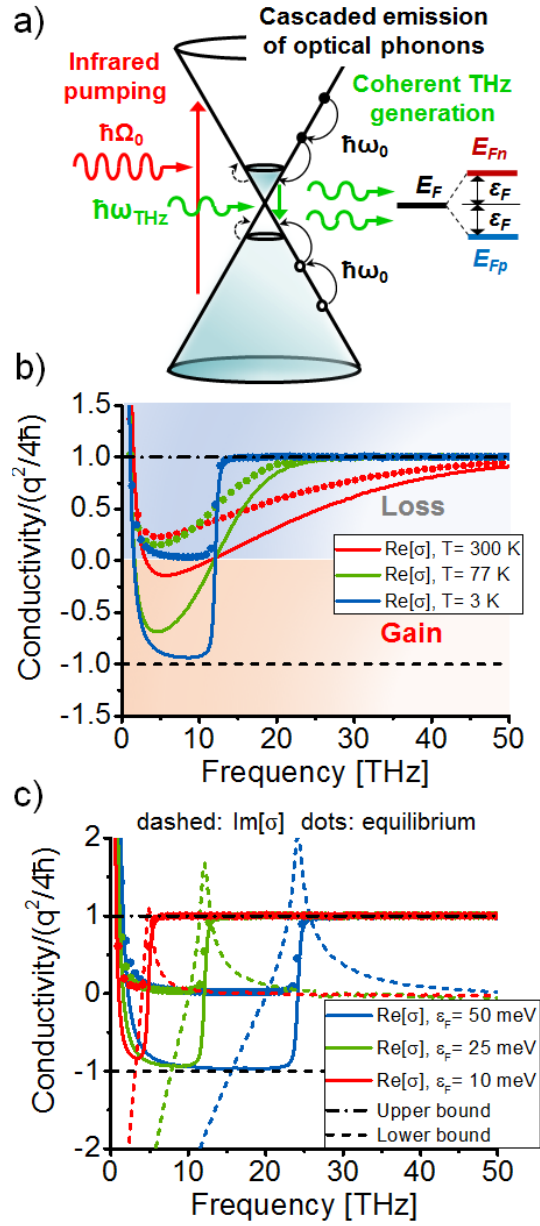 a)
Cascaded emission
of optical phonons
Infrared
pumping
Coherent THz
generation
ħΩ0
ħω0
EFn
EF
εF
εF
EFp
ħωTHz
ħω0
b)
Conductivity/(q²/4ħ)
1.5
1.0
0.5
0.0
-0.5
-1.0
-1.5
Loss
Re[σ], T= 300 K
Re[σ], T= 77 K
Re[σ], T= 3 K
Gain
0 10 20 30 40 50
Frequency [THz]
c)
dashed: Im[σ] dots: equilibrium
Conductivity/(q²/4ħ)
2
1
0
-1
-2
Re[σ], εF= 50 meV
Re[σ], εF= 25 meV
Re[σ], εF= 10 meV
Upper bound
Lower bound
0 10 20 30 40 50
Frequency [THz]